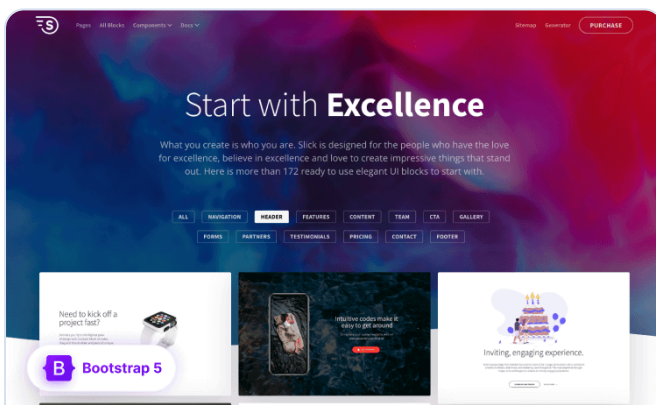 S
Pages All Blocks Components Docs
Sitemap Generator PURCHASE
Start with Excellence
What you create is who you are. Slick is designed for the people who have the love
for excellence, believe in excellence and love to create impressive things that stand
out. Here is more than 172 ready to use elegant UI blocks to start with.
ALL NAVIGATION HEADER FEATURES CONTENT TEAM CTA GALLERY
FORMS PARTNERS TESTIMONIALS PRICING CONTACT FOOTER
Need to kick off a
project fast?
Intuitive codes make it
easy to get around
Inviting, engaging experience.
B Bootstrap 5